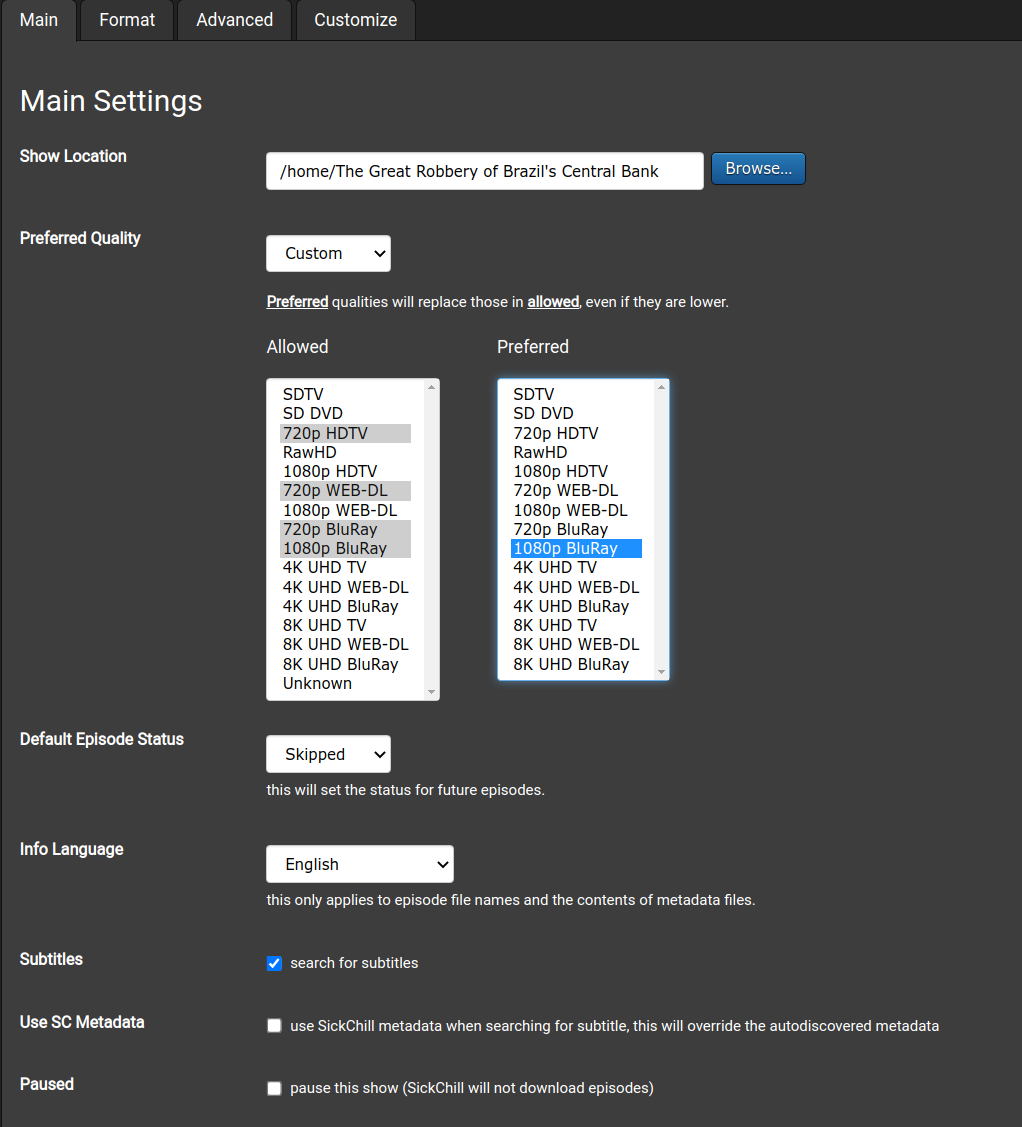 Main Format Advanced Customize
Main Settings
Show Location
/home/The Great Robbery of Brazil's Central Bank Browse...
Preferred Quality
Custom
Preferred qualities will replace those in allowed, even if they are lower.
Allowed Preferred
SDTV SDTV
SD DVD SD DVD
720p HDTV 720p HDTV
RawHD RawHD
1080p HDTV 1080p HDTV
720p WEB-DL 720p WEB-DL
1080p WEB-DL 1080p WEB-DL
720p BluRay 720p BluRay
1080p BluRay 1080p BluRay
4K UHD TV 4K UHD TV
4K UHD WEB-DL 4K UHD WEB-DL
4K UHD BluRay 4K UHD BluRay
8K UHD TV 8K UHD TV
8K UHD WEB-DL 8K UHD WEB-DL
8K UHD BluRay 8K UHD BluRay
Unknown
Default Episode Status
Skipped
this will set the status for future episodes.
Info Language
English
this only applies to episode file names and the contents of metadata files.
Subtitles search for subtitles
Use SC Metadata use SickChill metadata when searching for subtitle, this will override the autodiscovered metadata
Paused pause this show (SickChill will not download episodes)